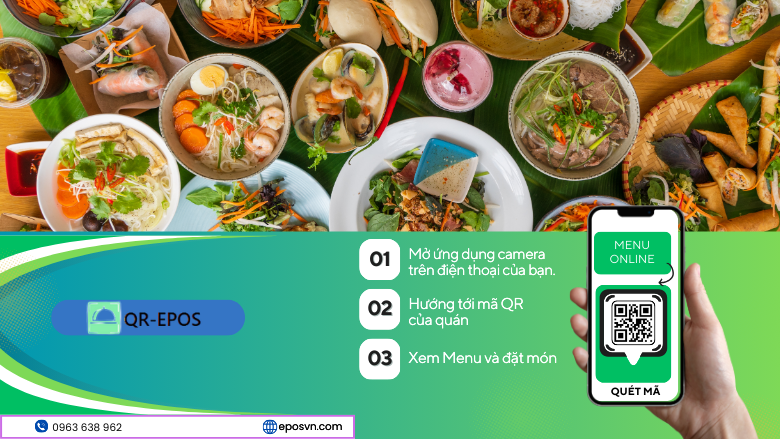 01
Mở ứng dụng camera
trên điện thoại của bạn.
02
Hướng tới mã QR
của quán
03
Xem Menu và đặt món
MENU
ONLINE
QUÉT MÃ
QR-EPOS
0963 638 962
eposvn.com